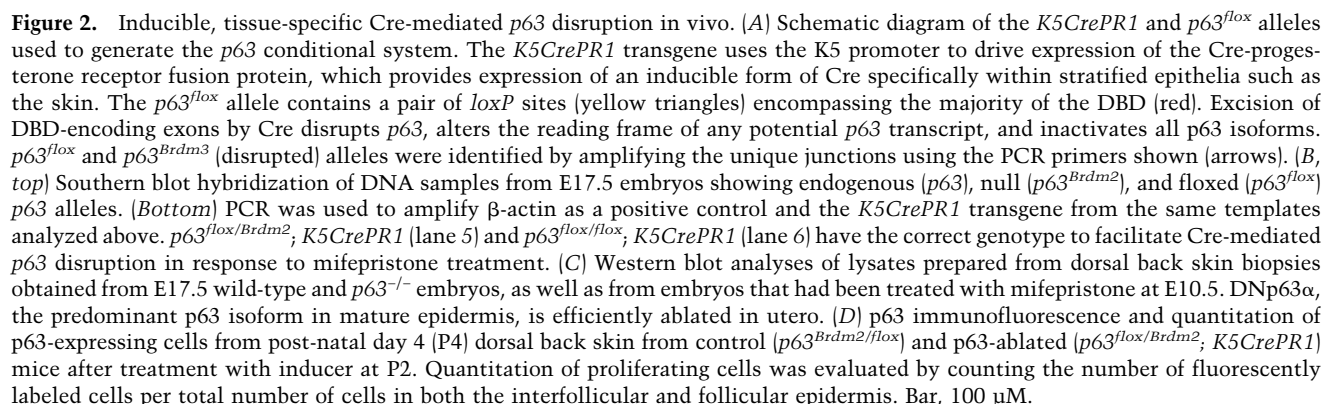 Figure 2. Inducible, tissue-specific Cre-mediated p63 disruption in vivo. (A) Schematic diagram of the K5CrePR1 and p63flox alleles
used to generate the p63 conditional system. The K5CrePR1 transgene uses the K5 promoter to drive expression of the Cre-proges-
terone receptor fusion protein, which provides expression of an inducible form of Cre specifically within stratified epithelia such as
the skin. The p63flox allele contains a pair of loxP sites (yellow triangles) encompassing the majority of the DBD (red). Excision of
DBD-encoding exons by Cre disrupts p63, alters the reading frame of any potential p63 transcript, and inactivates all p63 isoforms.
p63flox and p63Brdm3 (disrupted) alleles were identified by amplifying the unique junctions using the PCR primers shown (arrows). (B,
top) Southern blot hybridization of DNA samples from E17.5 embryos showing endogenous (p63), null (p63Brdm2), and floxed (p63flox)
p63 alleles. (Bottom) PCR was used to amplify β-actin as a positive control and the K5CrePR1 transgene from the same templates
analyzed above. p63flox/Brdm2; K5CrePR1 (lane 5) and p63flox/flox; K5CrePR1 (lane 6) have the correct genotype to facilitate Cre-mediated
p63 disruption in response to mifepristone treatment. (C) Western blot analyses of lysates prepared from dorsal back skin biopsies
obtained from E17.5 wild-type and p63−/− embryos, as well as from embryos that had been treated with mifepristone at E10.5. DNp63α,
the predominant p63 isoform in mature epidermis, is efficiently ablated in utero. (D) p63 immunofluorescence and quantitation of
p63-expressing cells from post-natal day 4 (P4) dorsal back skin from control (p63Brdm2/flox) and p63-ablated (p63flox/Brdm2; K5CrePR1)
mice after treatment with inducer at P2. Quantitation of proliferating cells was evaluated by counting the number of fluorescently
labeled cells per total number of cells in both the interfollicular and follicular epidermis. Bar, 100 μM.